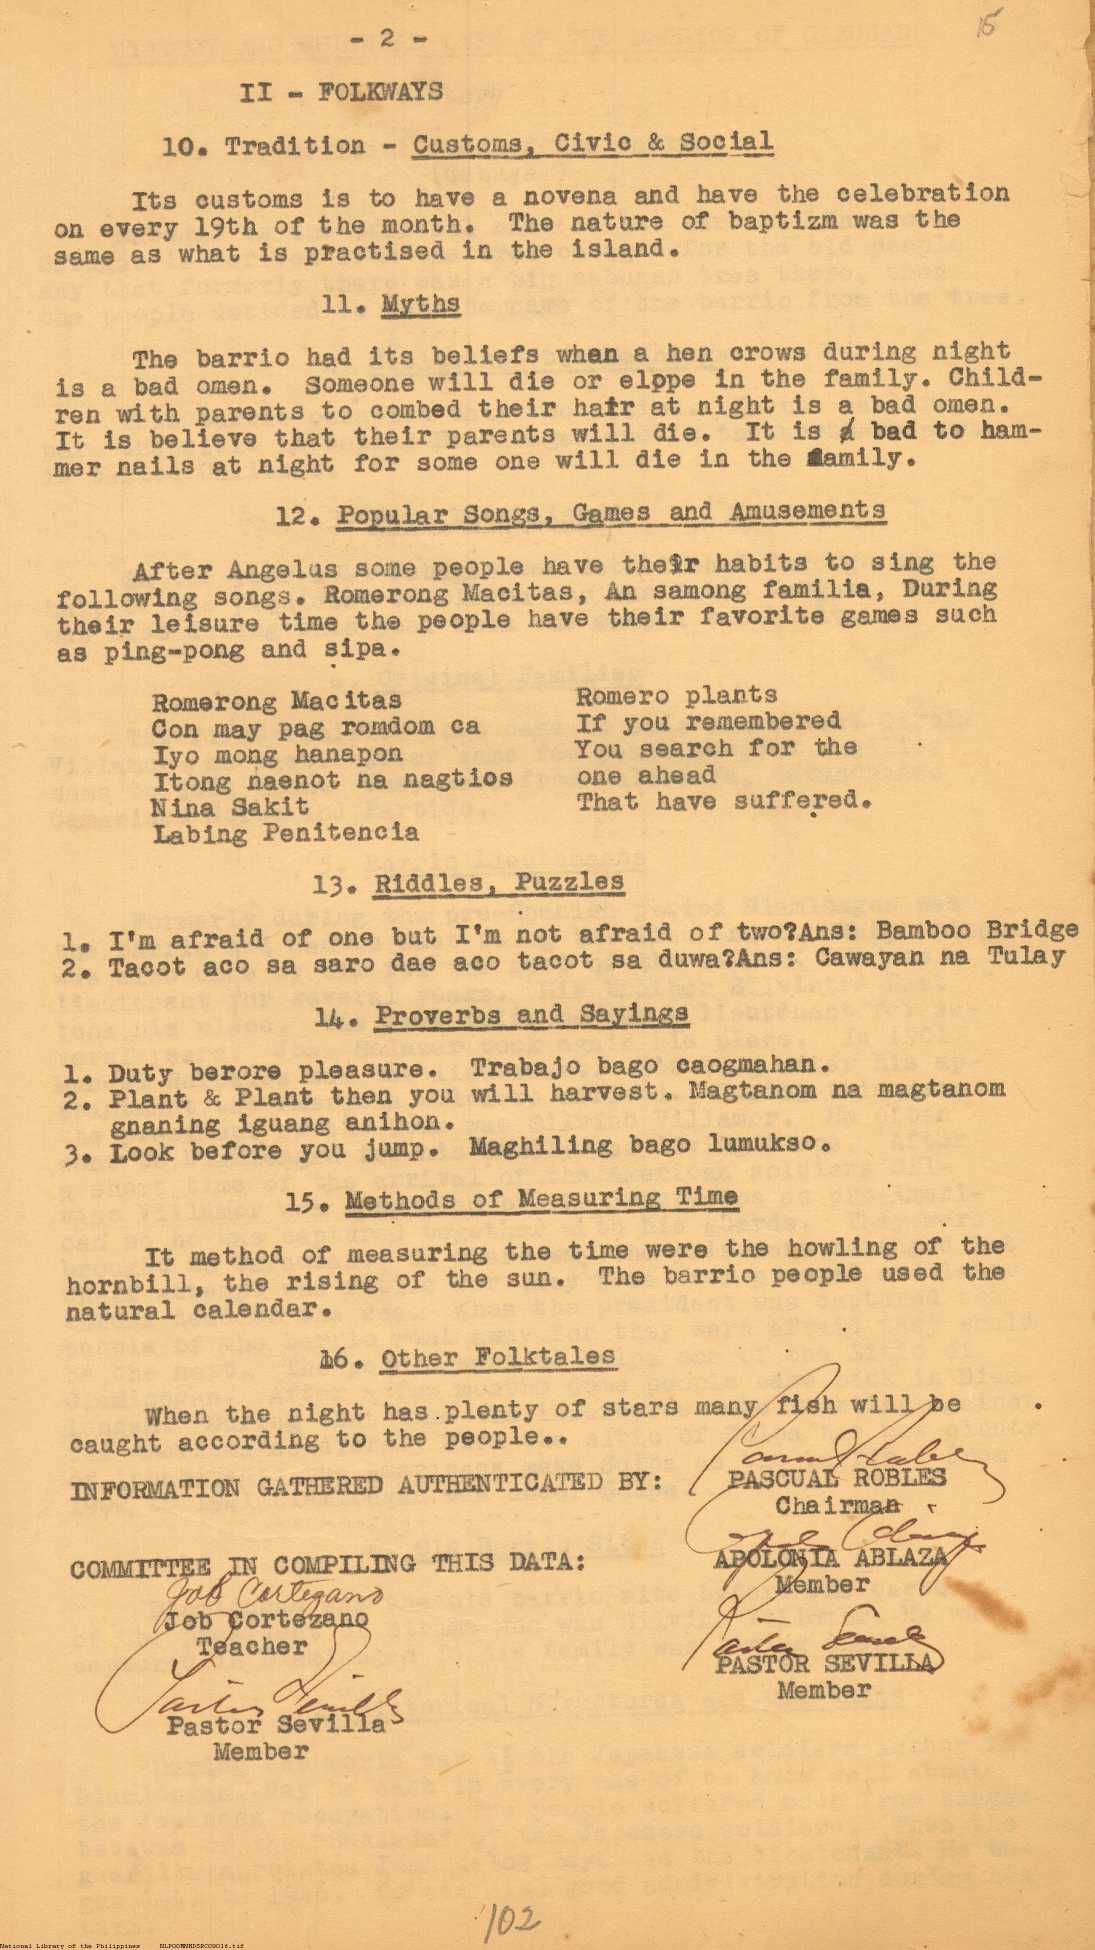 15
- 2 -
II - FOLKWAYS
10. Tradition - Customs, Civic & Social
Its customs is to have a novena and have the celebration
on every 19th of the month. The nature of baptizm was the
same as what is practised in the island.
11. Myths
The barrio had its beliefs when a hen crows during night
is a bad omen. Someone will die or elppe in the family. Child-
ren with parents to combed their hair at night is a bad omen.
It is believe that their parents will die. It is a bad to ham-
mer nails at night for some one will die in the family.
12. Popular Songs, Games and Amusements
After Angelus some people have their habits to sing the
following songs. Romerong Macitas, An samong familia, During
their leisure time the people have their favorite games such
as ping-pong and sipa.
Romerong Macitas
Con may pag romdom ca
Iyo mong hanapon
Itong naenot na nagtios
Nina Sakit
Labing Penitencia
Romero plants
If you remembered
You search for the
one ahead
That have suffered.
13. Riddles, Puzzles
1. I'm afraid of one but I'm not afraid of two?Ans: Bamboo Bridge
2. Tacot aco sa saro dae aco tacot sa duwa?Ans: Cawayan na Tulay
14. Proverbs and Sayings
1. Duty berore pleasure. Trabajo bago caogmahan.
2. Plant & Plant then you will harvest. Magtanom na magtanom
gnaning iguang anihon.
3. Look before you jump. Maghiling bago lumukso.
15. Methods of Measuring Time
It method of measuring the time were the howling of the
hornbill, the rising of the sun. The barrio people used the
natural calendar.
16. Other Folktales
When the night has plenty of stars many fish will be
caught according to the people..
INFORMATION GATHERED AUTHENTICATED BY:
PASCUAL ROBLES
Chairman
APOLONIA ABLAZA
Member
PASTOR SEVILLA
Member
COMMITTEE IN COMPILING THIS DATA:
Job Cortezano
Job Cortezano
Teacher
Pastor Sevilla
Pastor Sevilla
Member
102
National Library of the Philippines NLPOOMNHDSRCO9016.tif